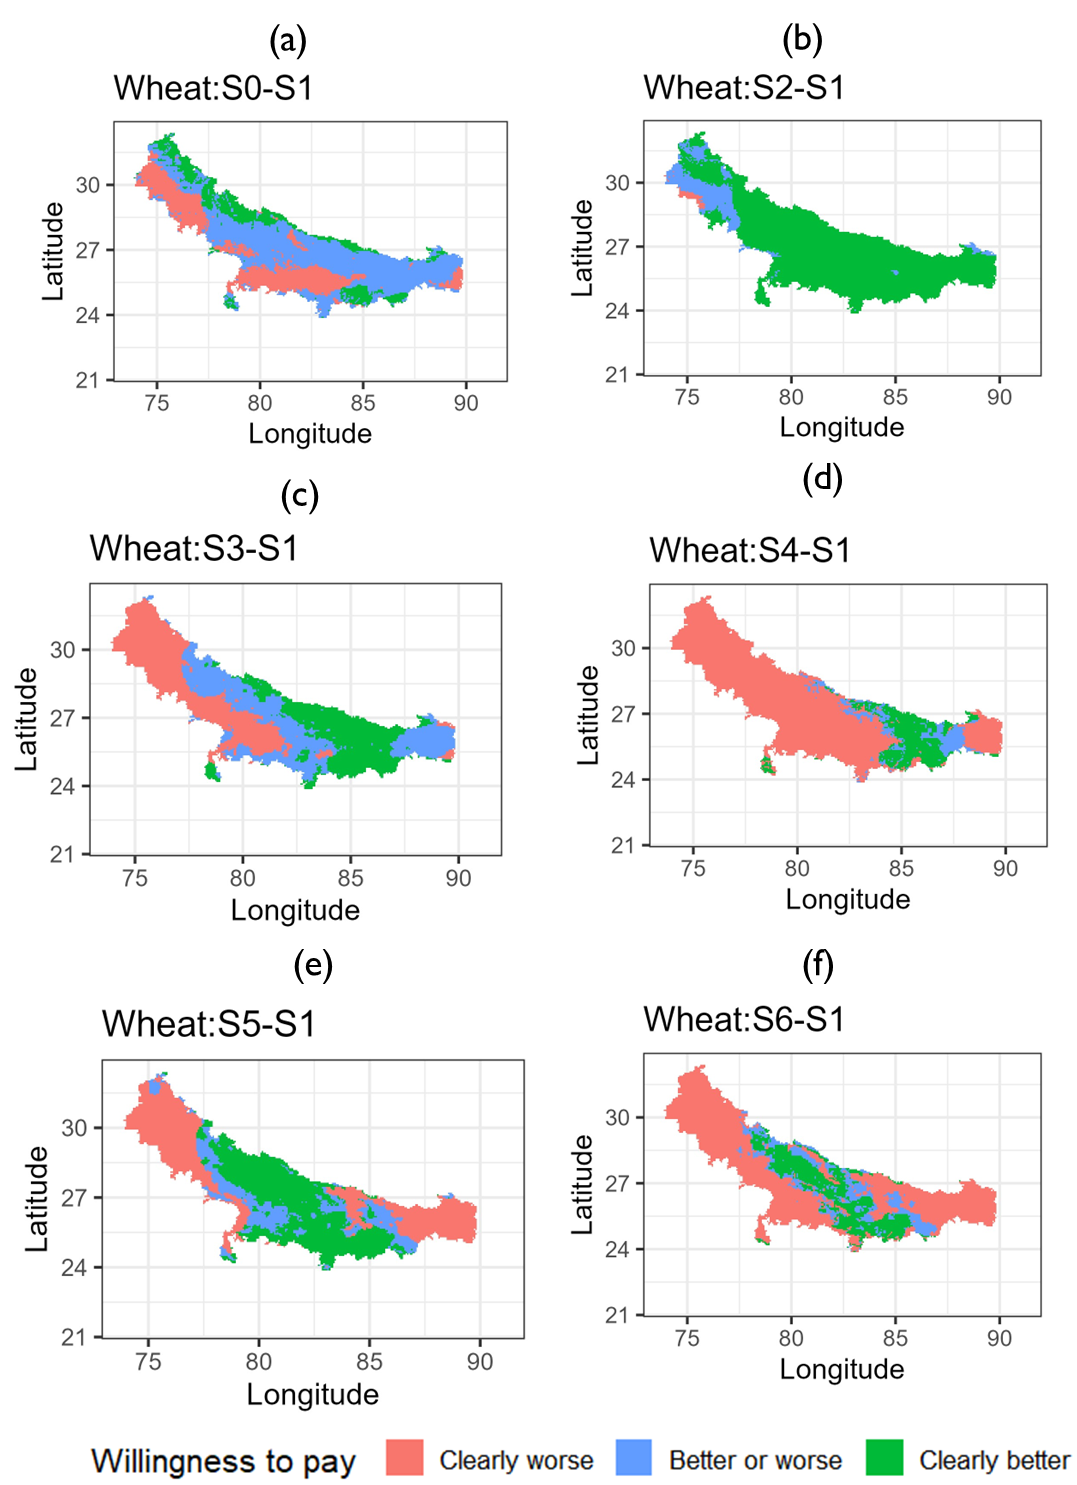 (a)
Wheat:S0-S1
Latitude
30
27
24
21
75 80 85 90
Longitude
(b)
Wheat:S2-S1
Latitude
30
27
24
21
75 80 85 90
Longitude
(c)
Wheat:S3-S1
Latitude
30
27
24
21
75 80 85 90
Longitude
(d)
Wheat:S4-S1
Latitude
30
27
24
21
75 80 85 90
Longitude
(e)
Wheat:S5-S1
Latitude
30
27
24
21
75 80 85 90
Longitude
(f)
Wheat:S6-S1
Latitude
30
27
24
21
75 80 85 90
Longitude
Willingness to pay Clearly worse Better or worse Clearly better